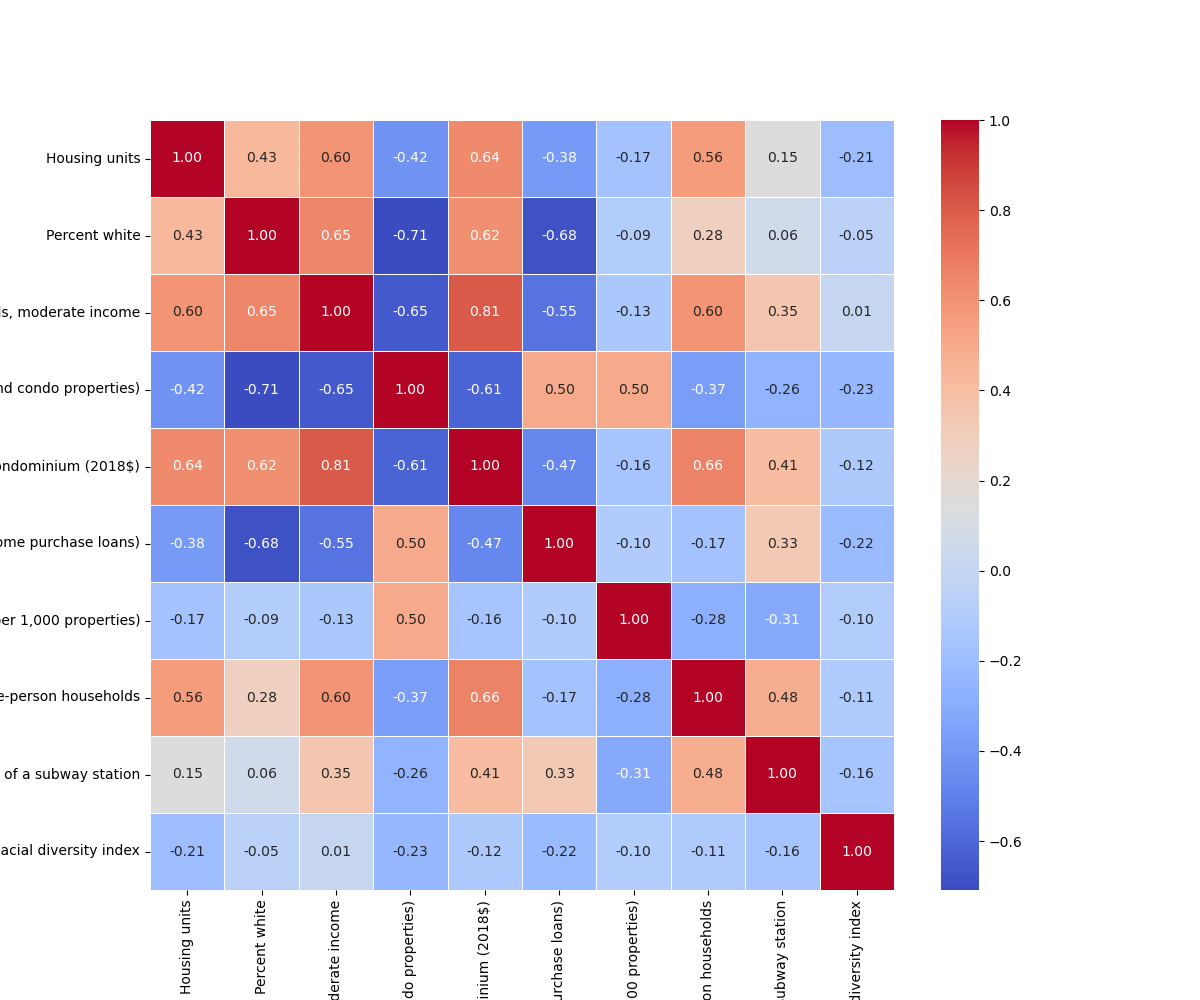 Housing units 1.00 0.43 0.60 -0.42 0.64 -0.38 -0.17 0.56 0.15 -0.21
Percent white 0.43 1.00 0.65 -0.71 0.62 -0.68 -0.09 0.28 0.06 -0.05
s, moderate income 0.60 0.65 1.00 -0.65 0.81 -0.55 -0.13 0.60 0.35 0.01
nd condo properties) -0.42 -0.71 -0.65 1.00 -0.61 0.50 0.50 -0.37 -0.26 -0.23
ondominium (2018$) 0.64 0.62 0.81 -0.61 1.00 -0.47 -0.16 0.66 0.41 -0.12
ome purchase loans) -0.38 -0.68 -0.55 0.50 -0.47 1.00 -0.10 -0.17 0.33 -0.22
er 1,000 properties) -0.17 -0.09 -0.13 0.50 -0.16 -0.10 1.00 -0.28 -0.31 -0.10
e-person households 0.56 0.28 0.60 -0.37 0.66 -0.17 -0.28 1.00 0.48 -0.11
of a subway station 0.15 0.06 0.35 -0.26 0.41 0.33 -0.31 0.48 1.00 -0.16
acial diversity index -0.21 -0.05 0.01 -0.23 -0.12 -0.22 -0.10 -0.11 -0.16 1.00
Housing units
Percent white
derate income
do properties)
inium (2018$)
urchase loans)
00 properties)
on households
subway station
diversity index
1.0
0.8
0.6
0.4
0.2
0.0
−0.2
−0.4
−0.6